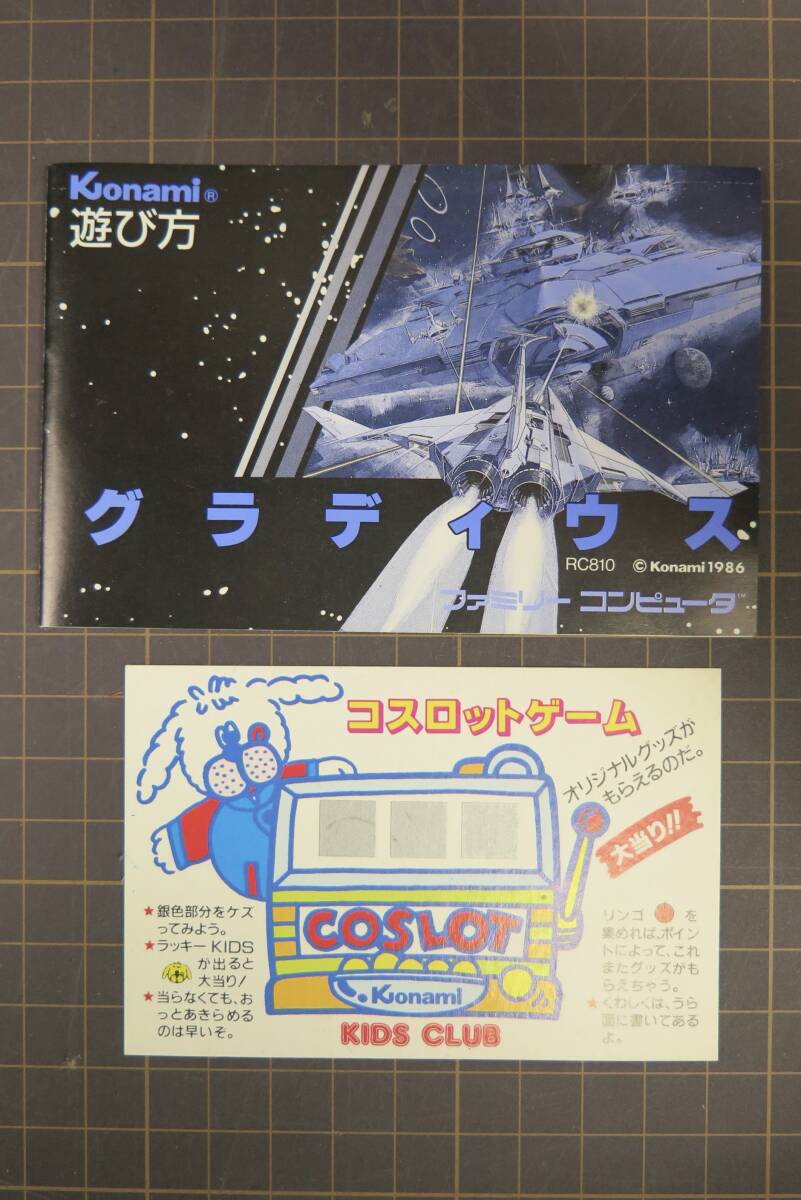 Konami®
遊び方
グラディウス
RC810 © Konami 1986
ファミリー コンピュータ™
コスロットゲーム
オリジナルグッズが
もらえるのだ。
大当り!!
★銀色部分をケズ
ってみよう。
★ラッキー KIDS
が出ると
大当り!
★当らなくても、お
っとあきらめる
のは早いぞ。
COSLOT
Konami
KIDS CLUB
リンゴ を
集めれば、ポイン
トによって、これ
またグッズがも
らえちゃう。
★くわしくは、うら
面に書いてある
よ。